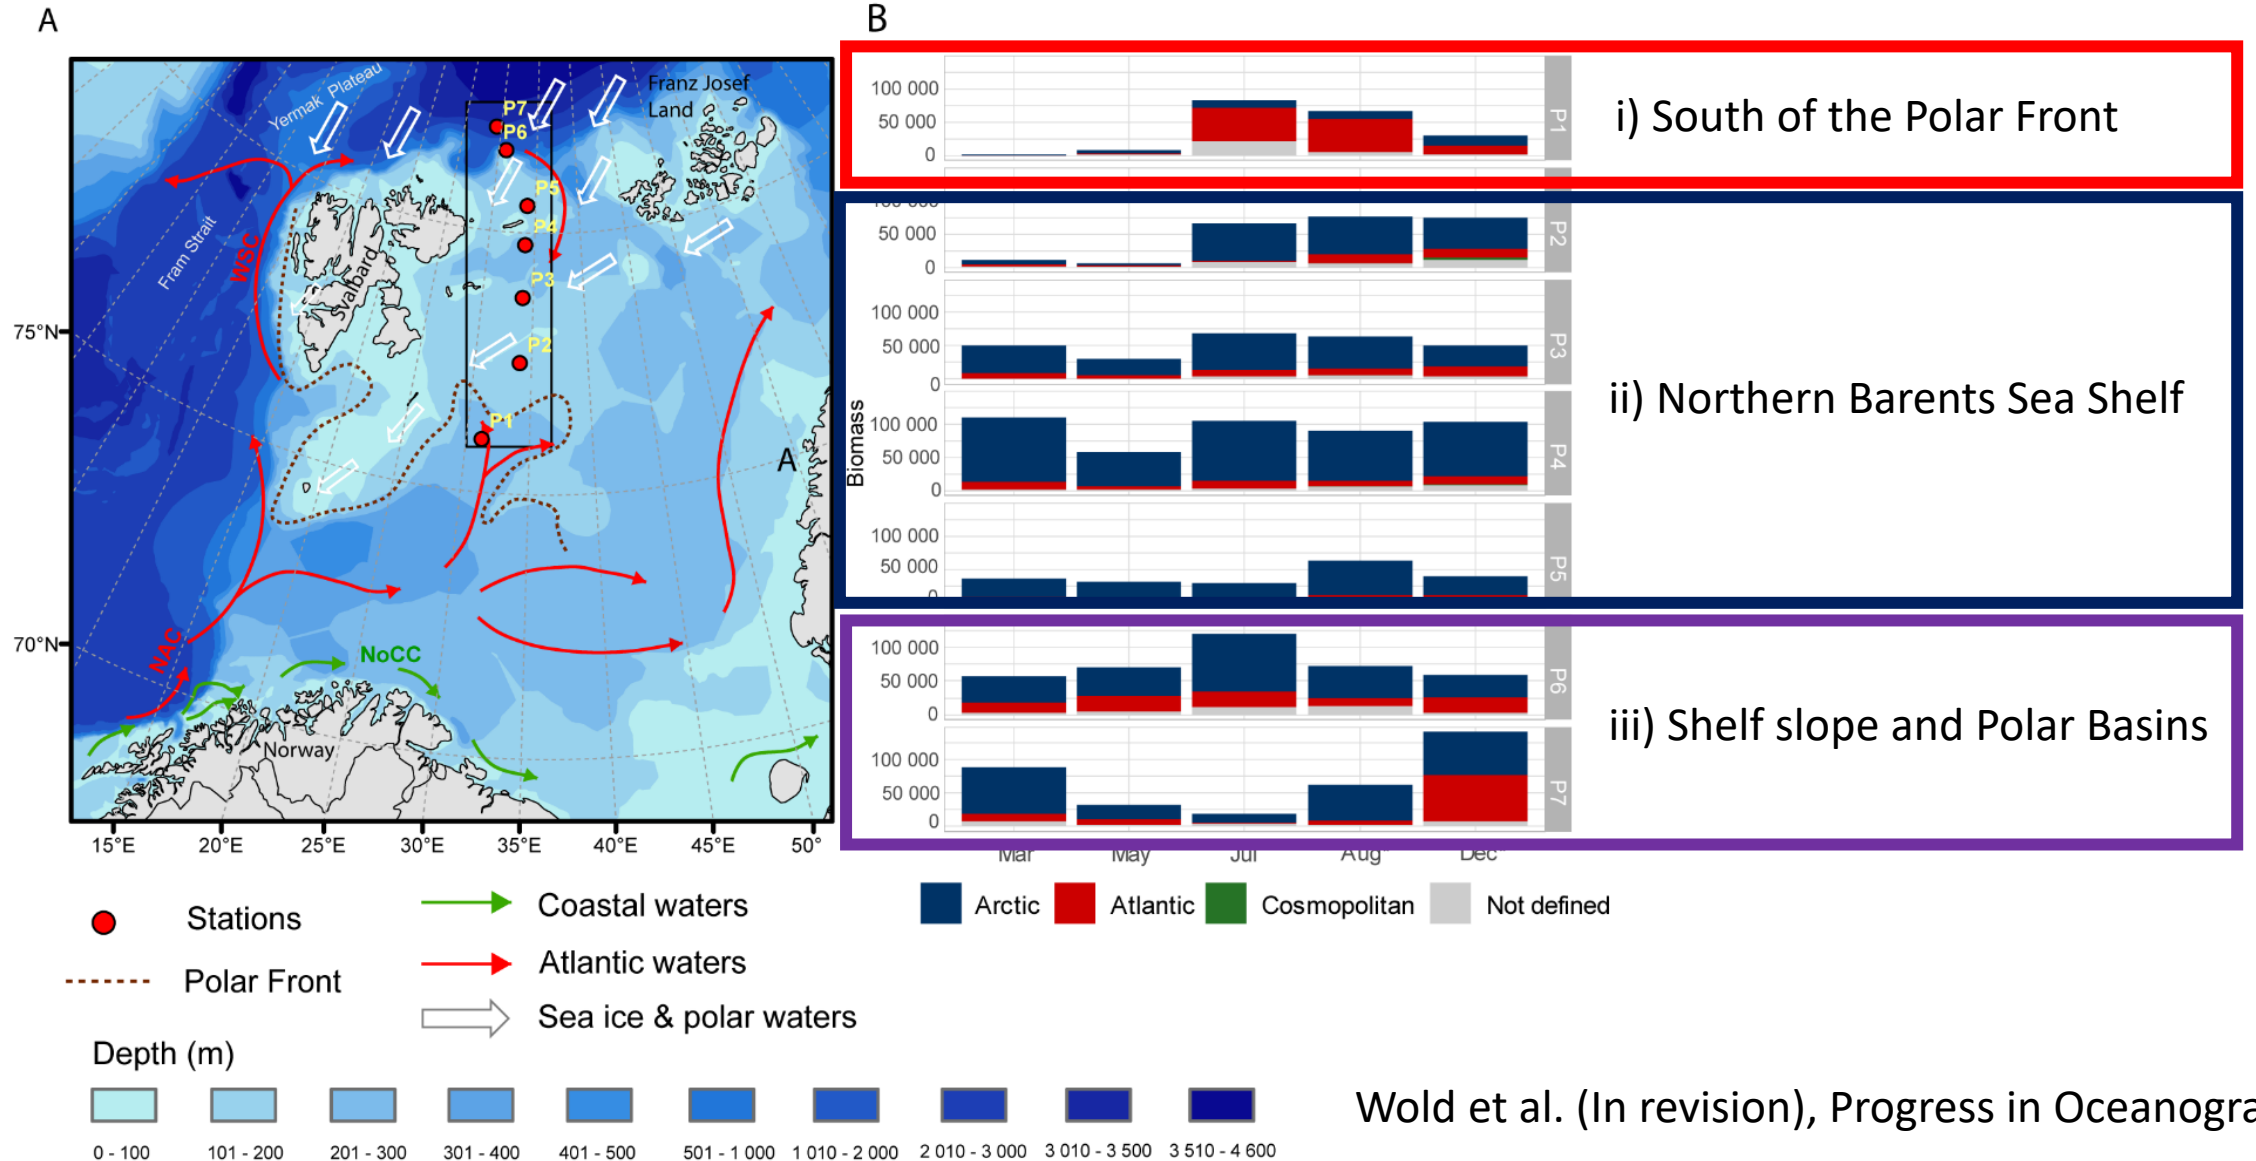 A
B
Yermak Plateau
Franz Josef
Land
P7
P6
P5
P4
P3
P2
P1
Fram Strait
WSC
Svalbard
A
75°N
70°N
NAC
NoCC
Norway
15°E
20°E
25°E
30°E
35°E
40°E
45°E
50°
Stations
Polar Front
Coastal waters
Atlantic waters
Sea ice & polar waters
Depth (m)
0 - 100
101 - 200
201 - 300
301 - 400
401 - 500
501 - 1 000
1 010 - 2 000
2 010 - 3 000
3 010 - 3 500
3 510 - 4 600
Biomass
100 000
50 000
0
P1
i) South of the Polar Front
100 000
50 000
0
P2
100 000
50 000
0
P3
100 000
50 000
0
P4
100 000
50 000
0
P5
ii) Northern Barents Sea Shelf
100 000
50 000
0
P6
100 000
50 000
0
P7
iii) Shelf slope and Polar Basins
Mar
May
Jul
Aug
Dec
Arctic
Atlantic
Cosmopolitan
Not defined
Wold et al. (In revision), Progress in Oceanogra